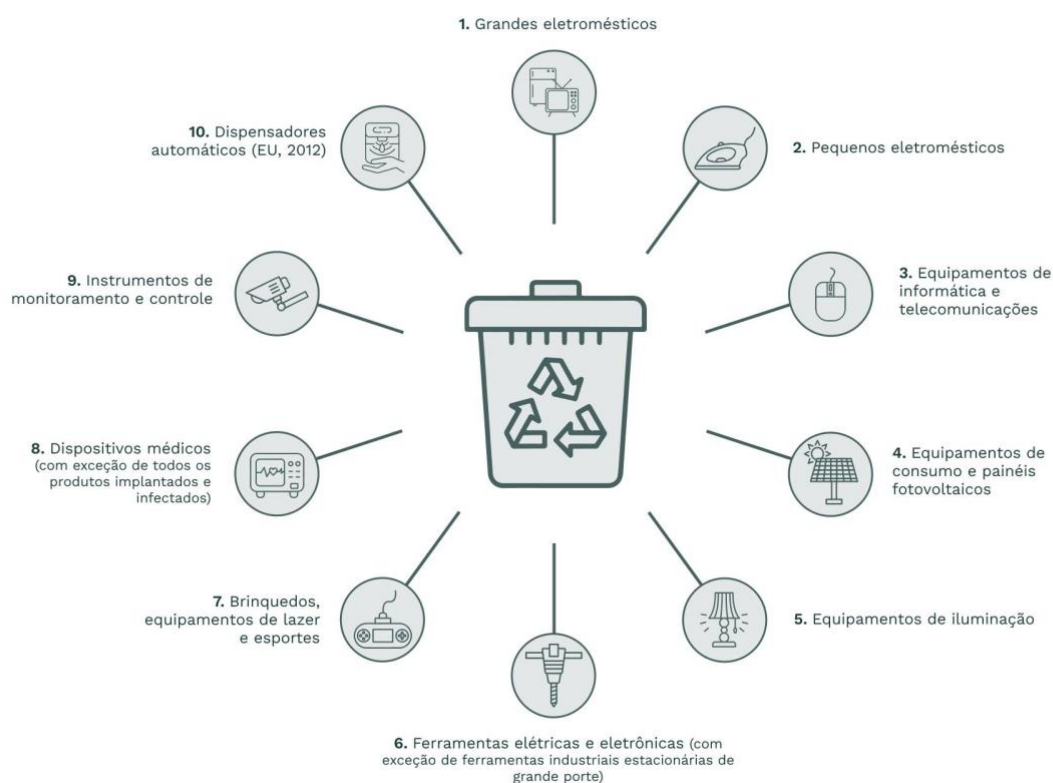 1. Grandes eletromésticos
2. Pequenos eletromésticos
3. Equipamentos de
informática e
telecomunicações
4. Equipamentos de
consumo e painéis
fotovoltaicos
5. Equipamentos de iluminação
6. Ferramentas elétricas e eletrônicas (com
exceção de ferramentas industriais estacionárias de
grande porte)
7. Brinquedos,
equipamentos de lazer
e esportes
8. Dispositivos médicos
(com exceção de todos os
produtos implantados e
infectados)
9. Instrumentos de
monitoramento e controle
10. Dispensadores
automáticos (EU, 2012)